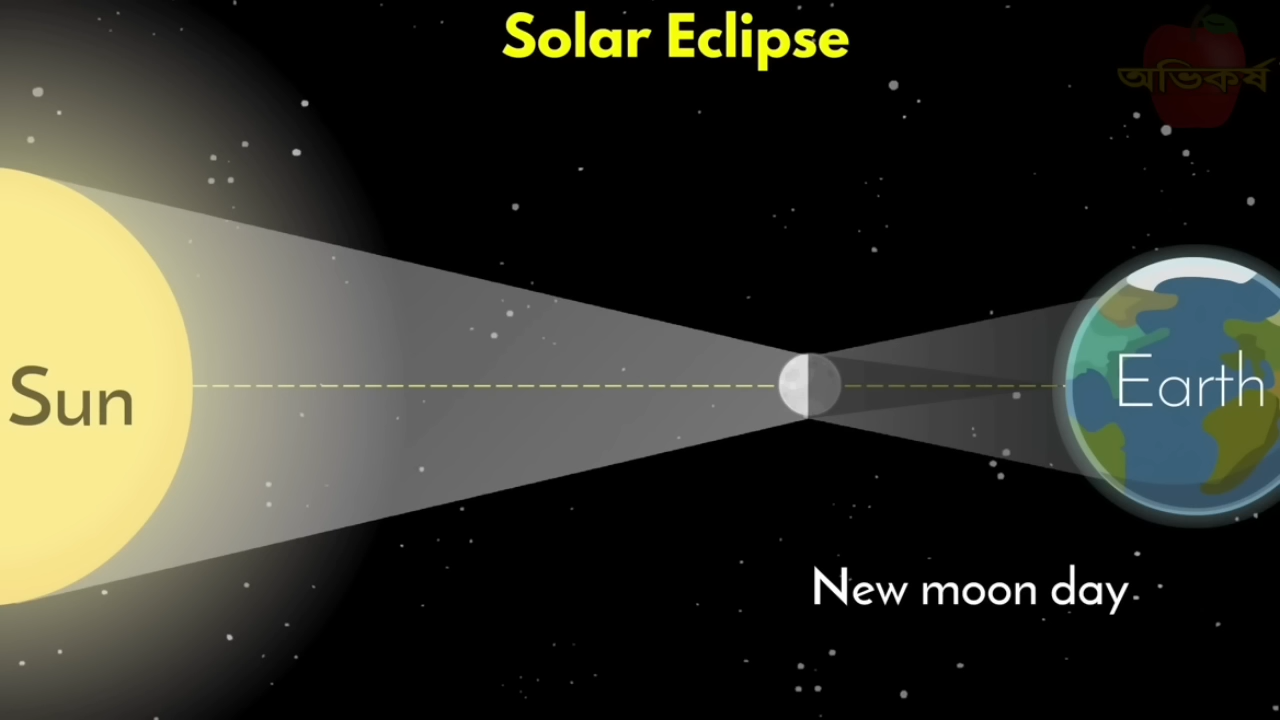 Solar Eclipse
অভিকর্ষ
Sun
Earth
New moon day